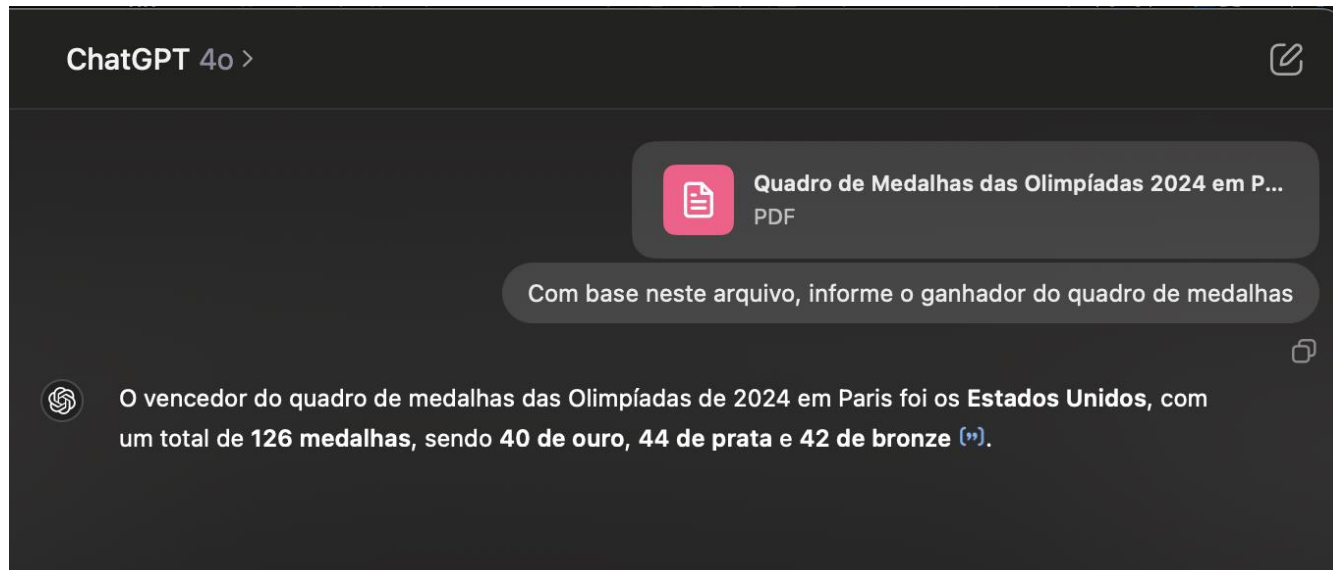 ChatGPT 4o >
Quadro de Medalhas das Olimpíadas 2024 em P...
PDF
Com base neste arquivo, informe o ganhador do quadro de medalhas
O vencedor do quadro de medalhas das Olimpíadas de 2024 em Paris foi os Estados Unidos, com
um total de 126 medalhas, sendo 40 de ouro, 44 de prata e 42 de bronze (").